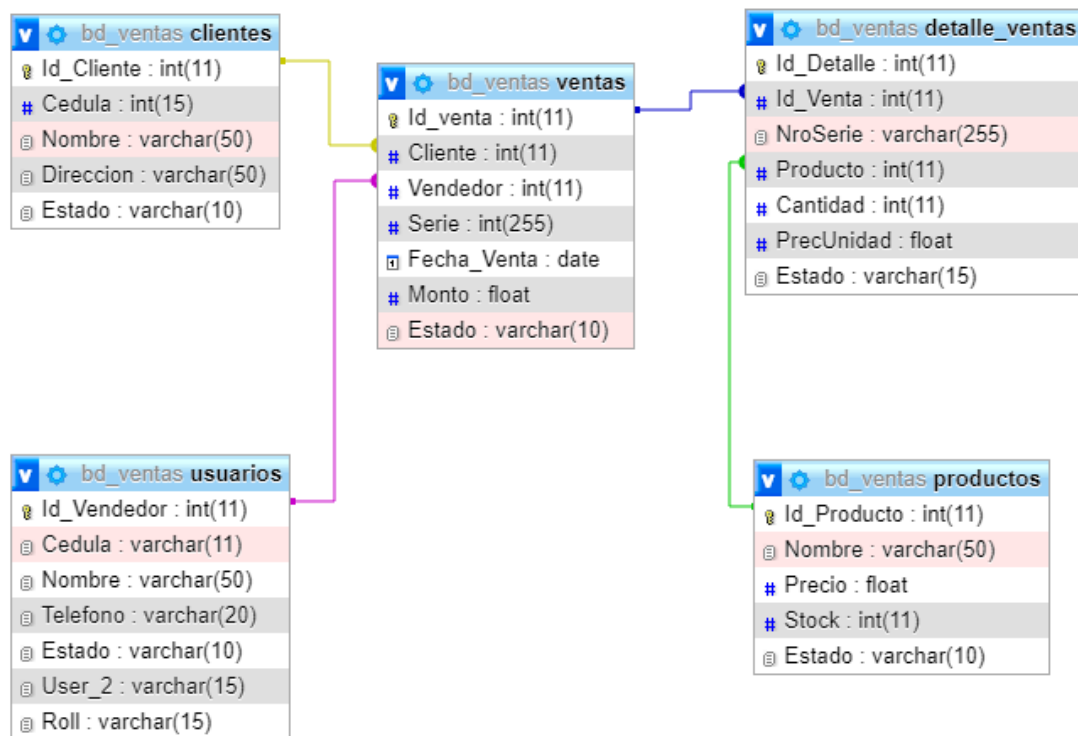 bd_ventas clientes
Id_Cliente : int(11)
Cedula : int(15)
Nombre : varchar(50)
Direccion : varchar(50)
Estado : varchar(10)
bd_ventas ventas
Id_venta : int(11)
Cliente : int(11)
Vendedor : int(11)
Serie : int(255)
Fecha_Venta : date
Monto : float
Estado : varchar(10)
bd_ventas detalle_ventas
Id_Detalle : int(11)
Id_Venta : int(11)
NroSerie : varchar(255)
Producto : int(11)
Cantidad : int(11)
PrecUnidad : float
Estado : varchar(15)
bd_ventas usuarios
Id_Vendedor : int(11)
Cedula : varchar(11)
Nombre : varchar(50)
Telefono : varchar(20)
Estado : varchar(10)
User_2 : varchar(15)
Roll : varchar(15)
bd_ventas productos
Id_Producto : int(11)
Nombre : varchar(50)
Precio : float
Stock : int(11)
Estado : varchar(10)